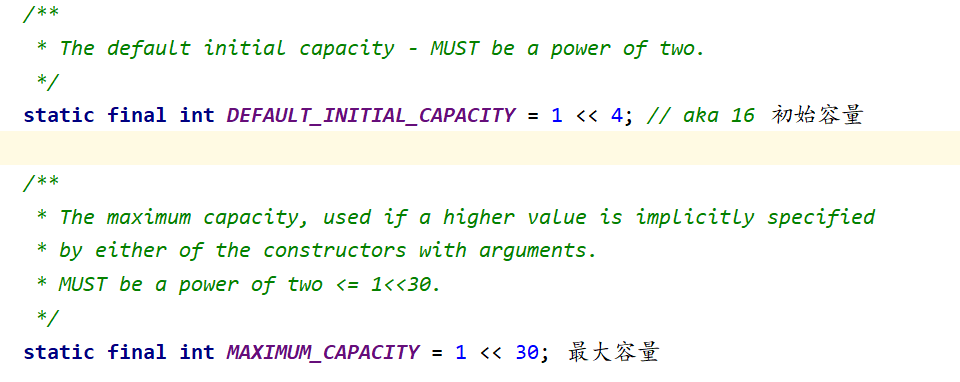 /**
 * The default initial capacity - MUST be a power of two.
 */
static final int DEFAULT_INITIAL_CAPACITY = 1 << 4; // aka 16 初始容量
/**
 * The maximum capacity, used if a higher value is implicitly specified
 * by either of the constructors with arguments.
 * MUST be a power of two <= 1<<30.
 */
static final int MAXIMUM_CAPACITY = 1 << 30; 最大容量